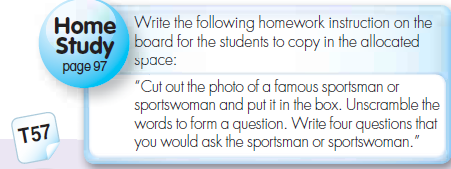 Home
Study
page 97
Write the following homework instruction on the
board for the students to copy in the allocated
space:
“Cut out the photo of a famous sportsman or
sportswoman and put it in the box. Unscramble the
words to form a question. Write four questions that
you would ask the sportsman or sportswoman.”
T57